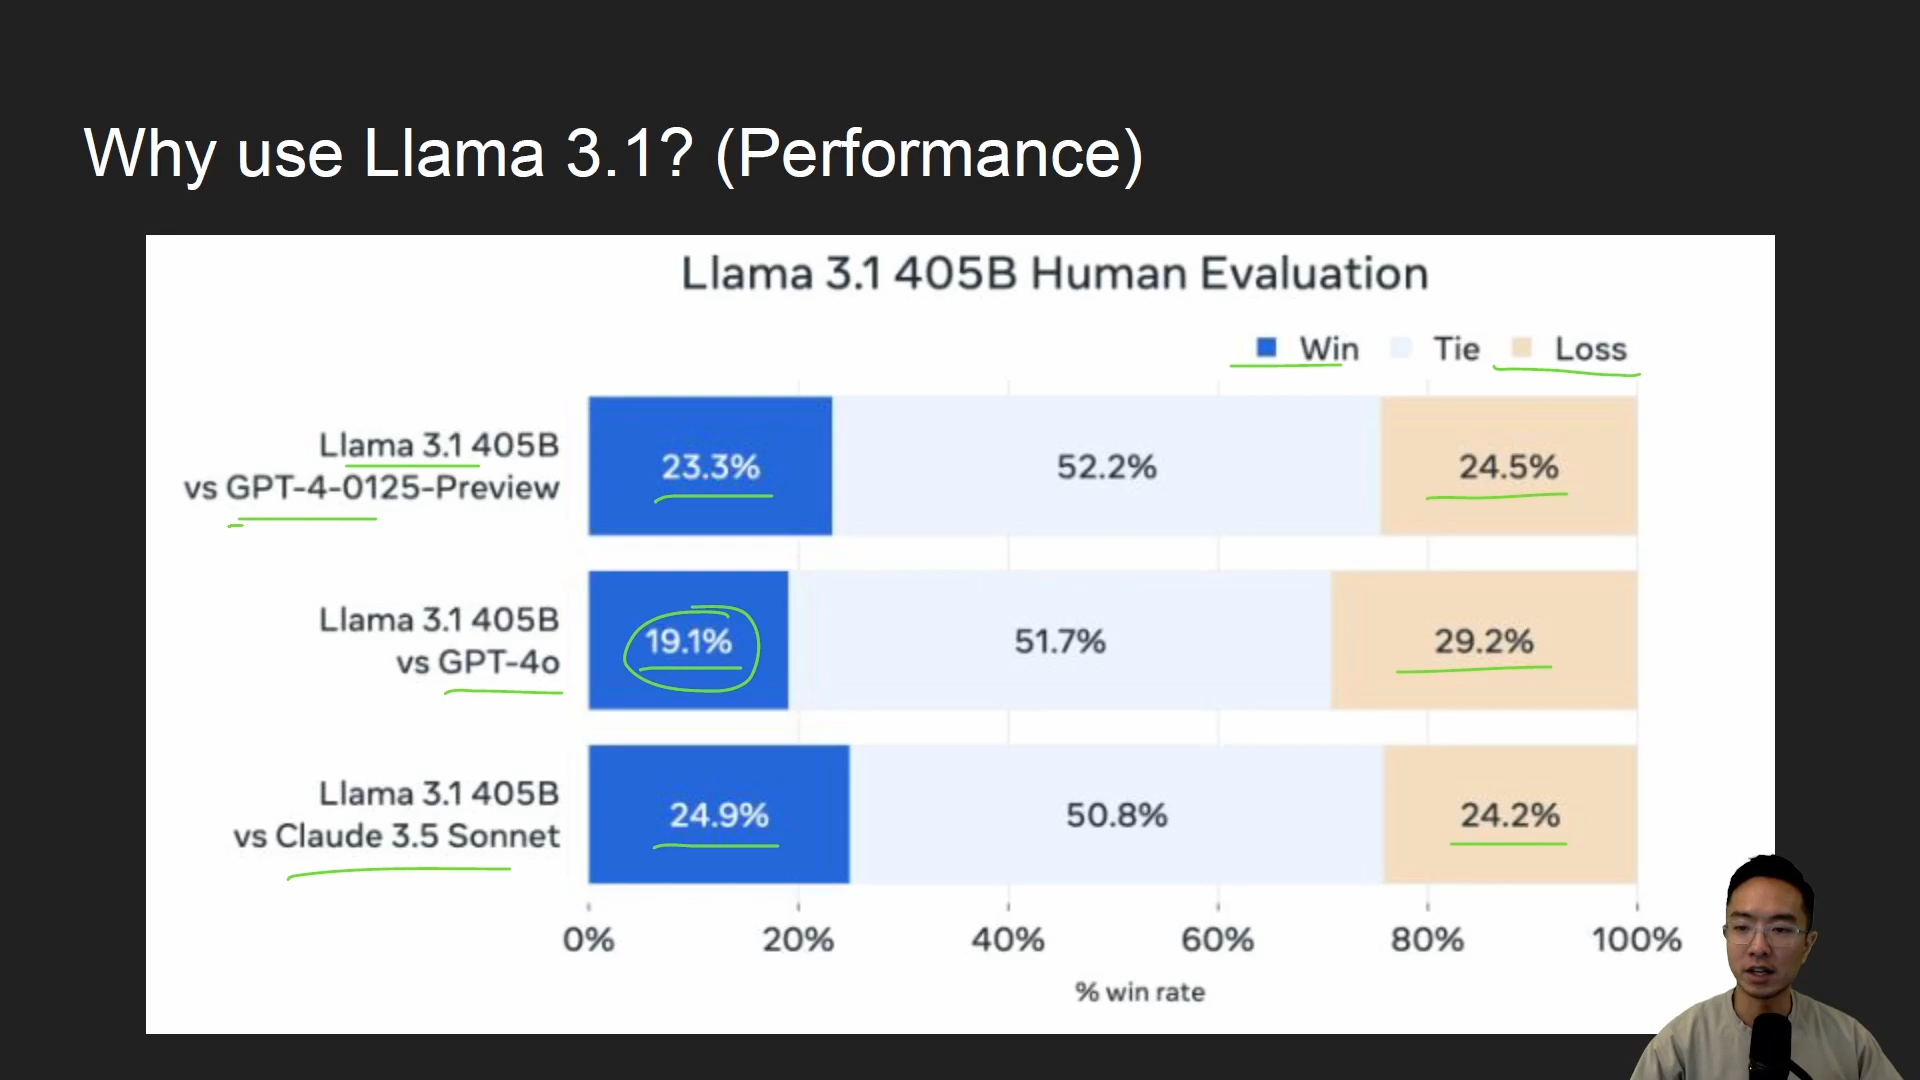 Why use Llama 3.1? (Performance)
Llama 3.1 405B Human Evaluation
Win Tie Loss
Llama 3.1 405B
vs GPT-4-0125-Preview
23.3% 52.2% 24.5%
Llama 3.1 405B
vs GPT-4o
19.1% 51.7% 29.2%
Llama 3.1 405B
vs Claude 3.5 Sonnet
24.9% 50.8% 24.2%
0% 20% 40% 60% 80% 100%
% win rate